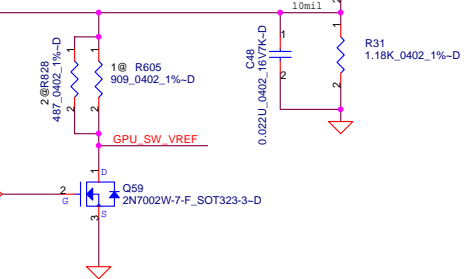 10mil
2
1
2@R828
487_0402_1%~D
2
1
1@ R605
909_0402_1%~D
2
1
C48
0.022U_0402_16V7K~D
2
1
R31
1.18K_0402_1%~D
2
GPU_SW_VREF
1
D
2
G
Q59
2N7002W-7-F_SOT323-3~D
3
S